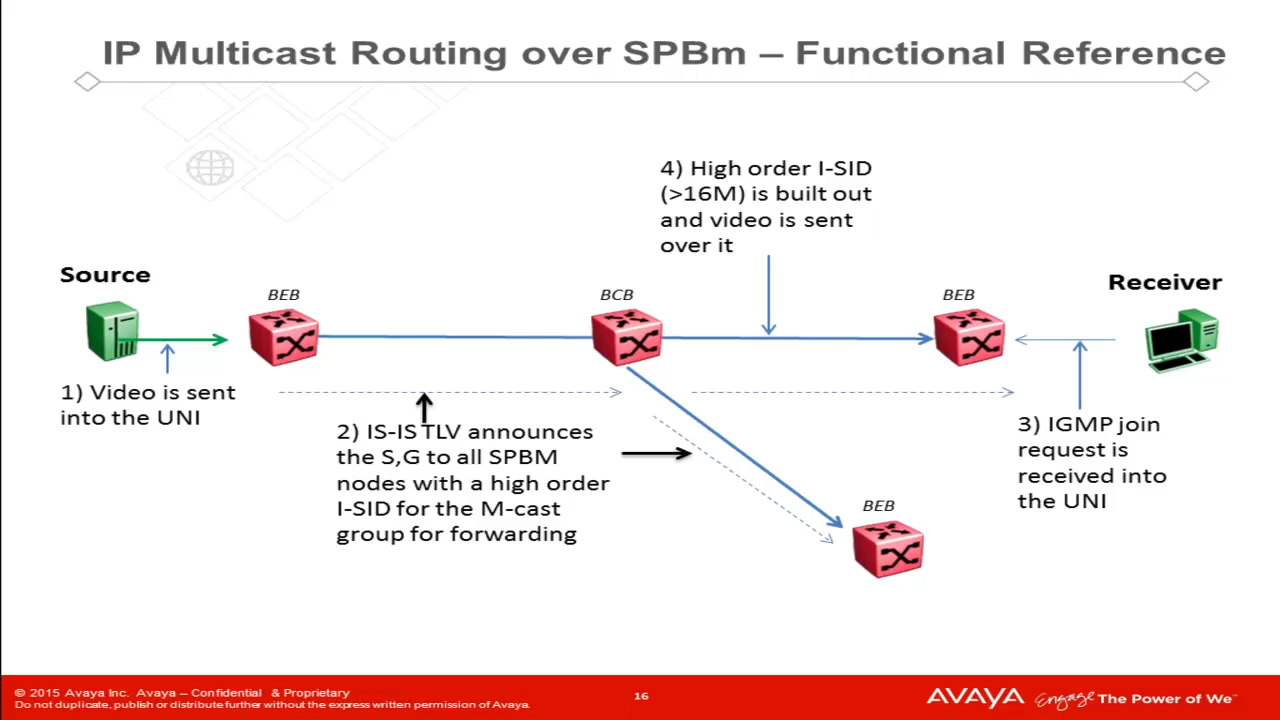 IP Multicast Routing over SPBm – Functional Reference
4) High order I-SID
(>16M) is built out
and video is sent
over it
Source
Receiver
BEB
BCB
BEB
1) Video is sent
into the UNI
2) IS-IS TLV announces
the S,G to all SPBM
nodes with a high order
I-SID for the M-cast
group for forwarding
3) IGMP join
request is
received into
the UNI
BEB
© 2015 Avaya Inc. Avaya – Confidential & Proprietary
Do not duplicate, publish or distribute further without the express written permission of Avaya.
16
AVAYA Engage The Power of We™